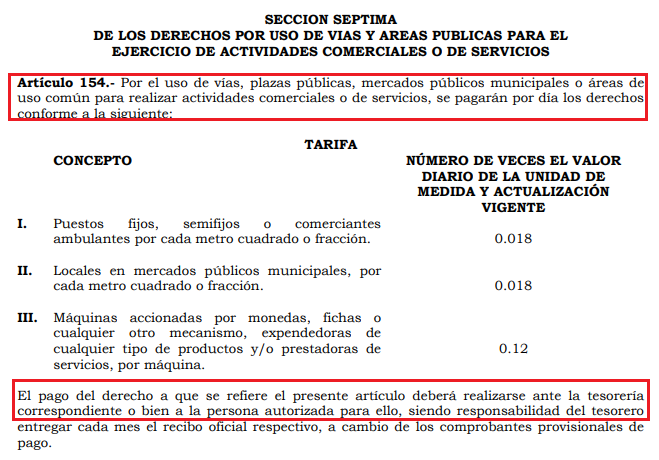 SECCION SEPTIMA
DE LOS DERECHOS POR USO DE VIAS Y AREAS PUBLICAS PARA EL
EJERCICIO DE ACTIVIDADES COMERCIALES O DE SERVICIOS
Artículo 154.- Por el uso de vías, plazas públicas, mercados públicos municipales o áreas de
uso común para realizar actividades comerciales o de servicios, se pagarán por día los derechos
conforme a la siguiente:
TARIFA
CONCEPTO
NÚMERO DE VECES EL VALOR
DIARIO DE LA UNIDAD DE
MEDIDA Y ACTUALIZACIÓN
VIGENTE
I. Puestos fijos, semifijos o comerciantes
ambulantes por cada metro cuadrado o fracción. 0.018
II. Locales en mercados públicos municipales, por
cada metro cuadrado o fracción. 0.018
III. Máquinas accionadas por monedas, fichas o
cualquier otro mecanismo, expendedoras de
cualquier tipo de productos y/o prestadoras de 0.12
servicios, por máquina.
El pago del derecho a que se refiere el presente artículo deberá realizarse ante la tesorería
correspondiente o bien a la persona autorizada para ello, siendo responsabilidad del tesorero
entregar cada mes el recibo oficial respectivo, a cambio de los comprobantes provisionales de
pago.